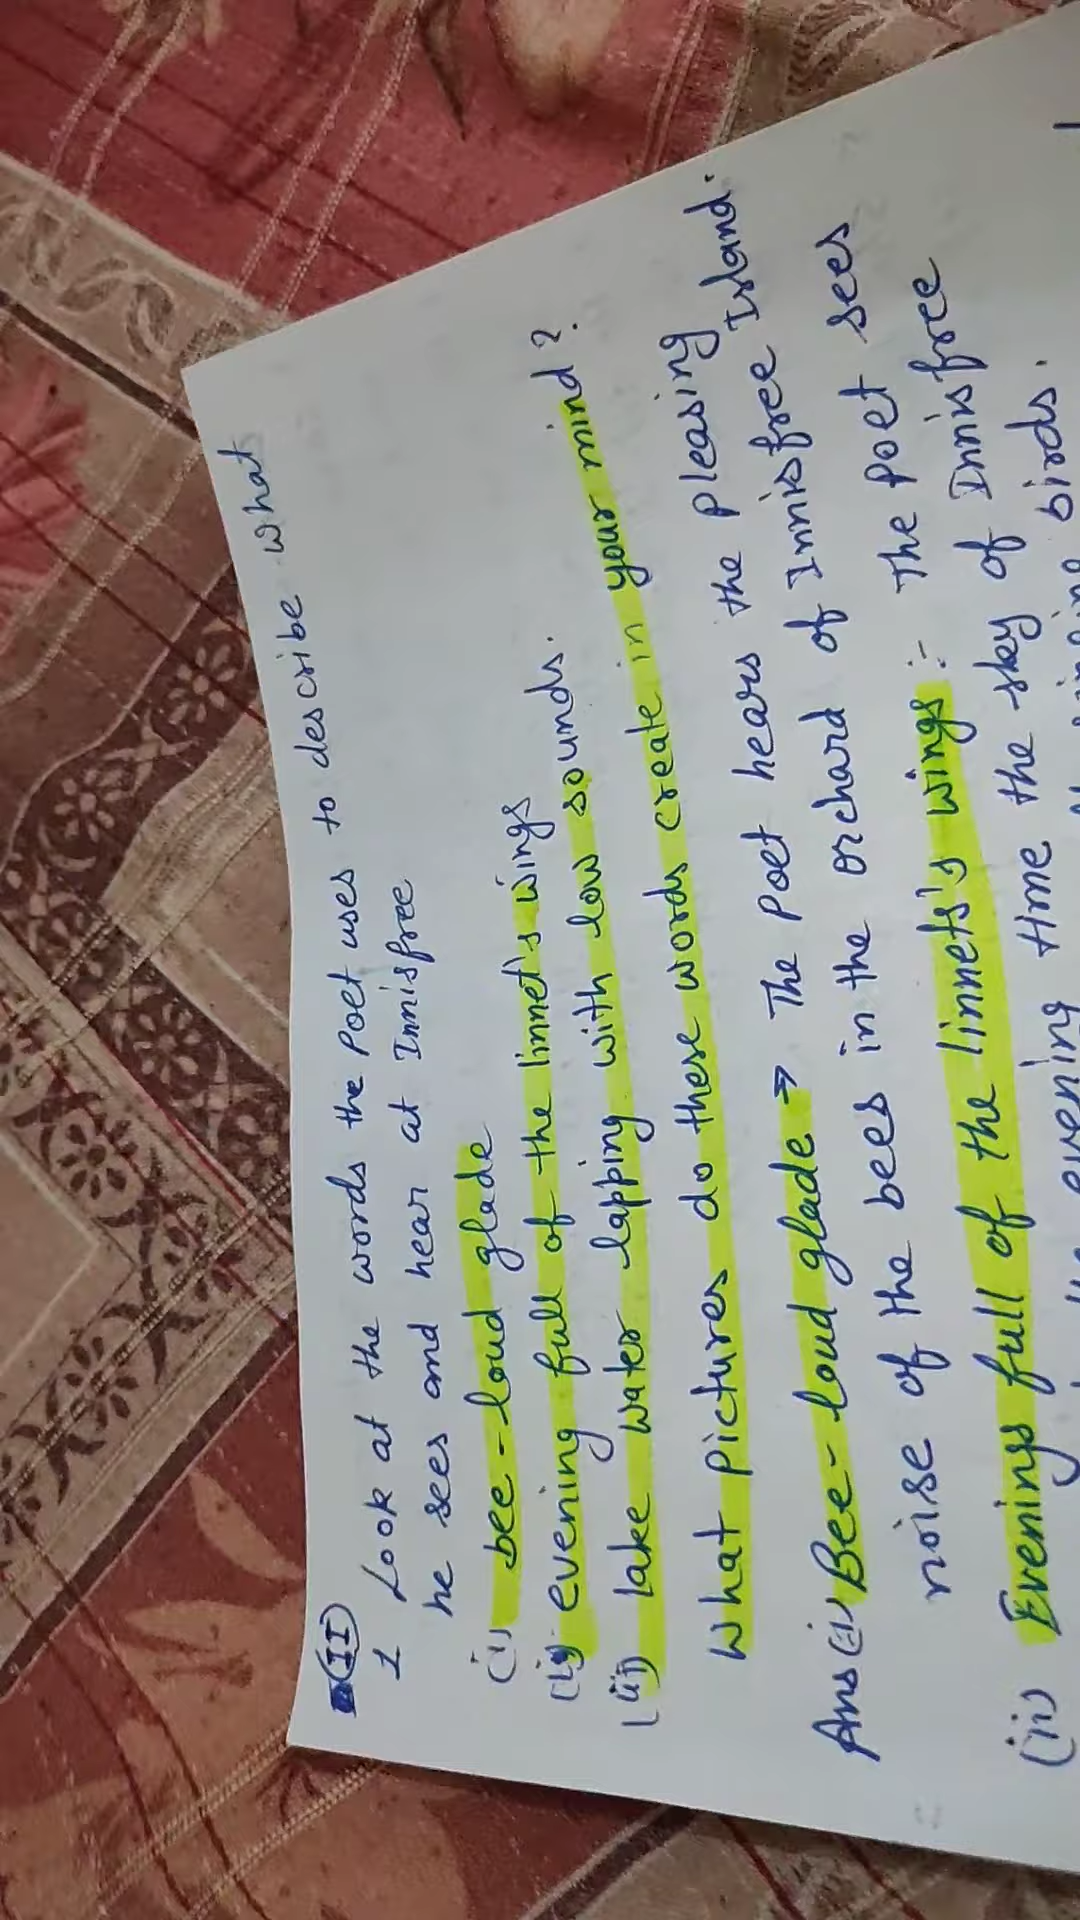 (II)
1 Look at the words the Poet uses to describe what
he sees and hear at Innisfree
(i) bee-loud glade
(ii) evening full of the linnet's wings
(iii) lake water lapping with low sounds.
What pictures do these words create in your mind?
Ans (i) Bee-loud glade → The Poet hears the pleasing
noise of the bees in the orchard of Innisfree Island.
(ii) Evenings full of the linnets's wings:- The Poet sees
evening time the sky of Innisfree
birds.